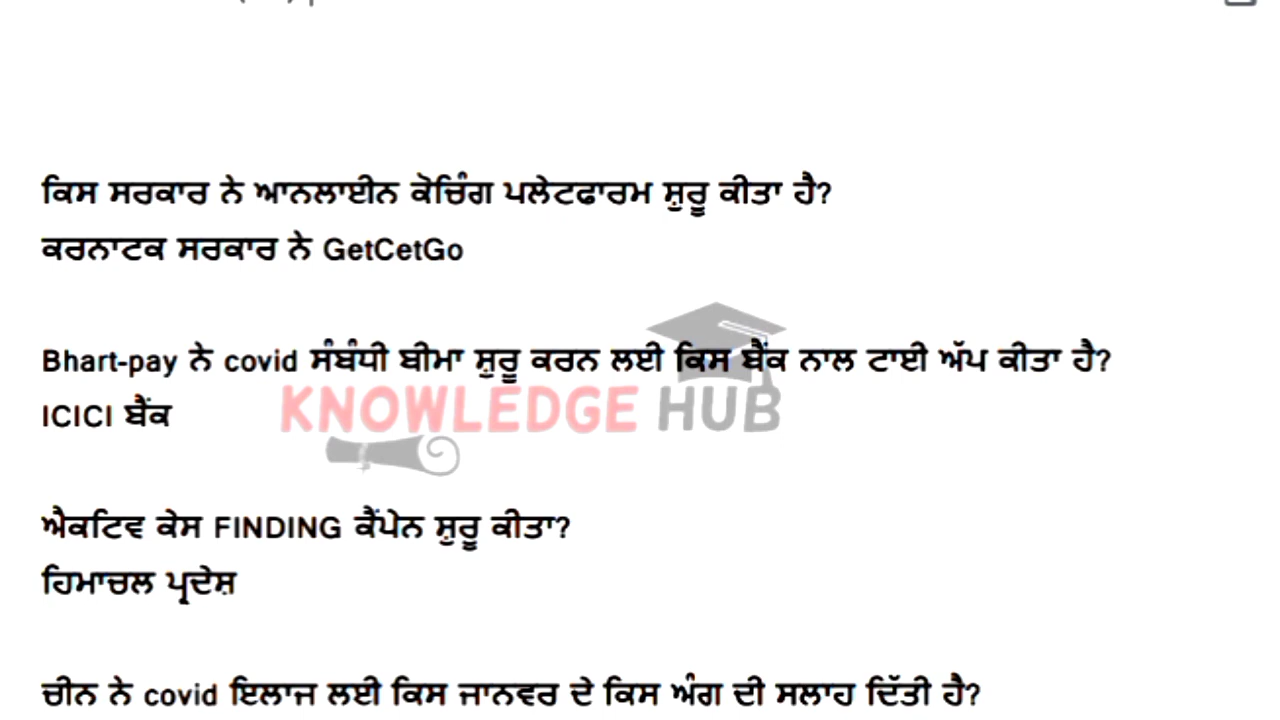 ਕਿਸ ਸਰਕਾਰ ਨੇ ਆਨਲਾਈਨ ਕੋਚਿੰਗ ਪਲੇਟਫਾਰਮ ਸ਼ੁਰੂ ਕੀਤਾ ਹੈ?
ਕਰਨਾਟਕ ਸਰਕਾਰ ਨੇ GetCetGo
Bhart-pay ਨੇ covid ਸੰਬੰਧੀ ਬੀਮਾ ਸ਼ੁਰੂ ਕਰਨ ਲਈ ਕਿਸ ਬੈਂਕ ਨਾਲ ਟਾਈ ਅੱਪ ਕੀਤਾ ਹੈ?
ICICI ਬੈਂਕ
KNOWLEDGE HUB
ਐਕਟਿਵ ਕੇਸ FINDING ਕੈਂਪੇਨ ਸ਼ੁਰੂ ਕੀਤਾ?
ਹਿਮਾਚਲ ਪ੍ਰਦੇਸ਼
ਚੀਨ ਨੇ covid ਇਲਾਜ ਲਈ ਕਿਸ ਜਾਨਵਰ ਦੇ ਕਿਸ ਅੰਗ ਦੀ ਸਲਾਹ ਦਿੱਤੀ ਹੈ?